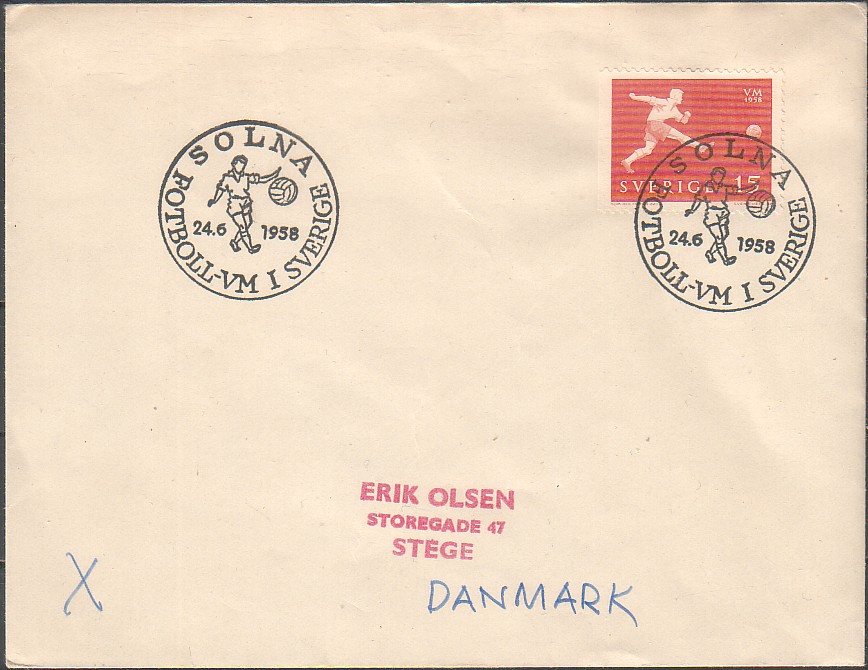 SOLNA
24.6 1958
FOTBOLL-VM I SVERIGE
VM
1958
SVERIGE 15
SOLNA
24.6 1958
FOTBOLL-VM I SVERIGE
ERIK OLSEN
STOREGADE 47
STEGE
X
DANMARK